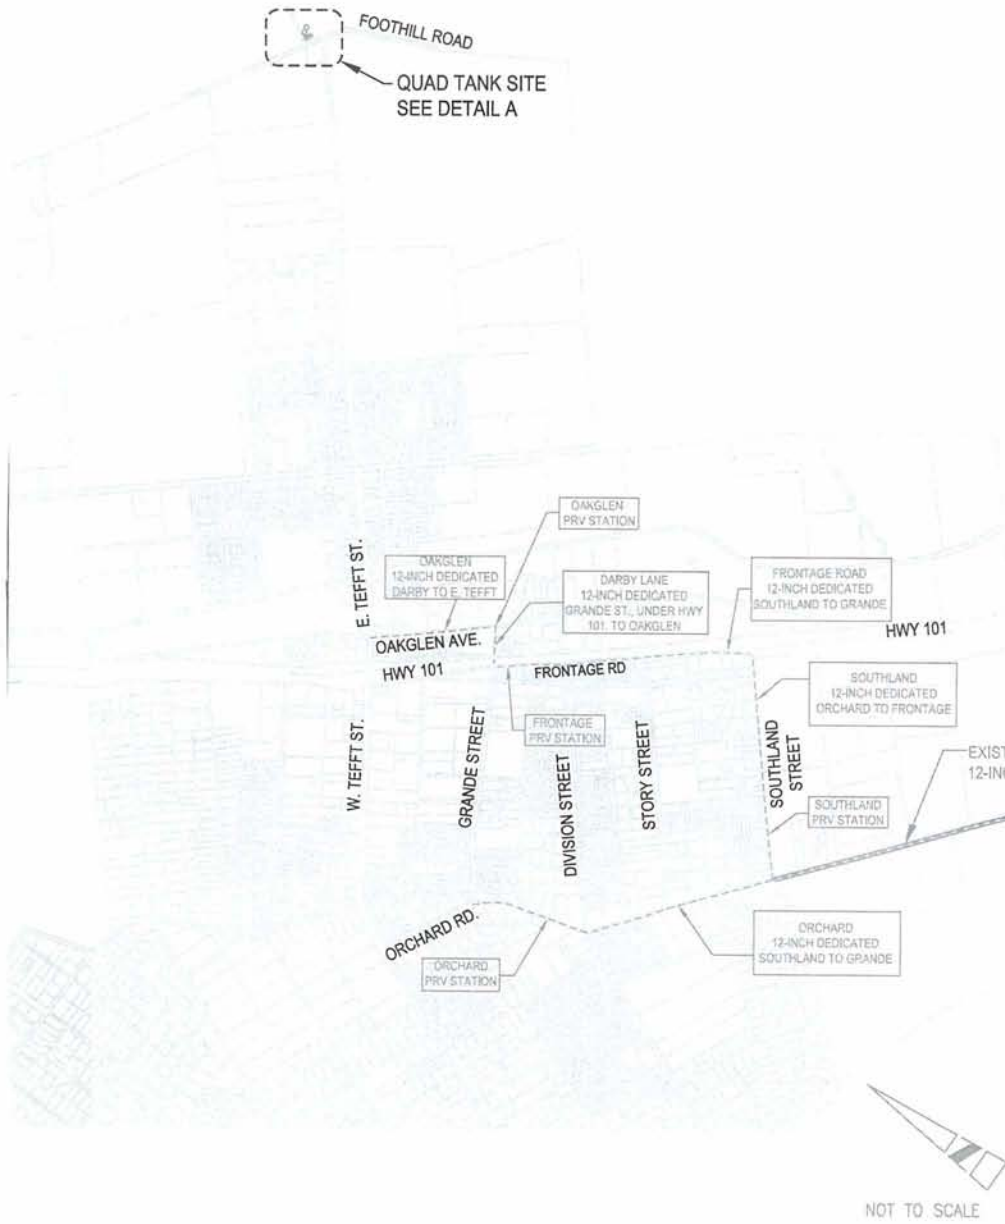 FOOTHILL ROAD
QUAD TANK SITE
SEE DETAIL A
OAKGLEN
PRV STATION
E. TEFFT ST.
OAKGLEN
12-INCH DEDICATED
DARBY TO E. TEFFT
DARBY LANE
12-INCH DEDICATED
GRANDE ST., UNDER HWY
101, TO OAKGLEN
FRONTAGE ROAD
12-INCH DEDICATED
SOUTHLAND TO GRANDE
OAKGLEN AVE.
HWY 101
HWY 101
FRONTAGE RD
SOUTHLAND
12-INCH DEDICATED
ORCHARD TO FRONTAGE
W. TEFFT ST.
GRANDE STREET
FRONTAGE
PRV STATION
DIVISION STREET
STORY STREET
SOUTHLAND
STREET
EXIST
12-INC
SOUTHLAND
PRV STATION
ORCHARD RD.
ORCHARD
PRV STATION
ORCHARD
12-INCH DEDICATED
SOUTHLAND TO GRANDE
NOT TO SCALE